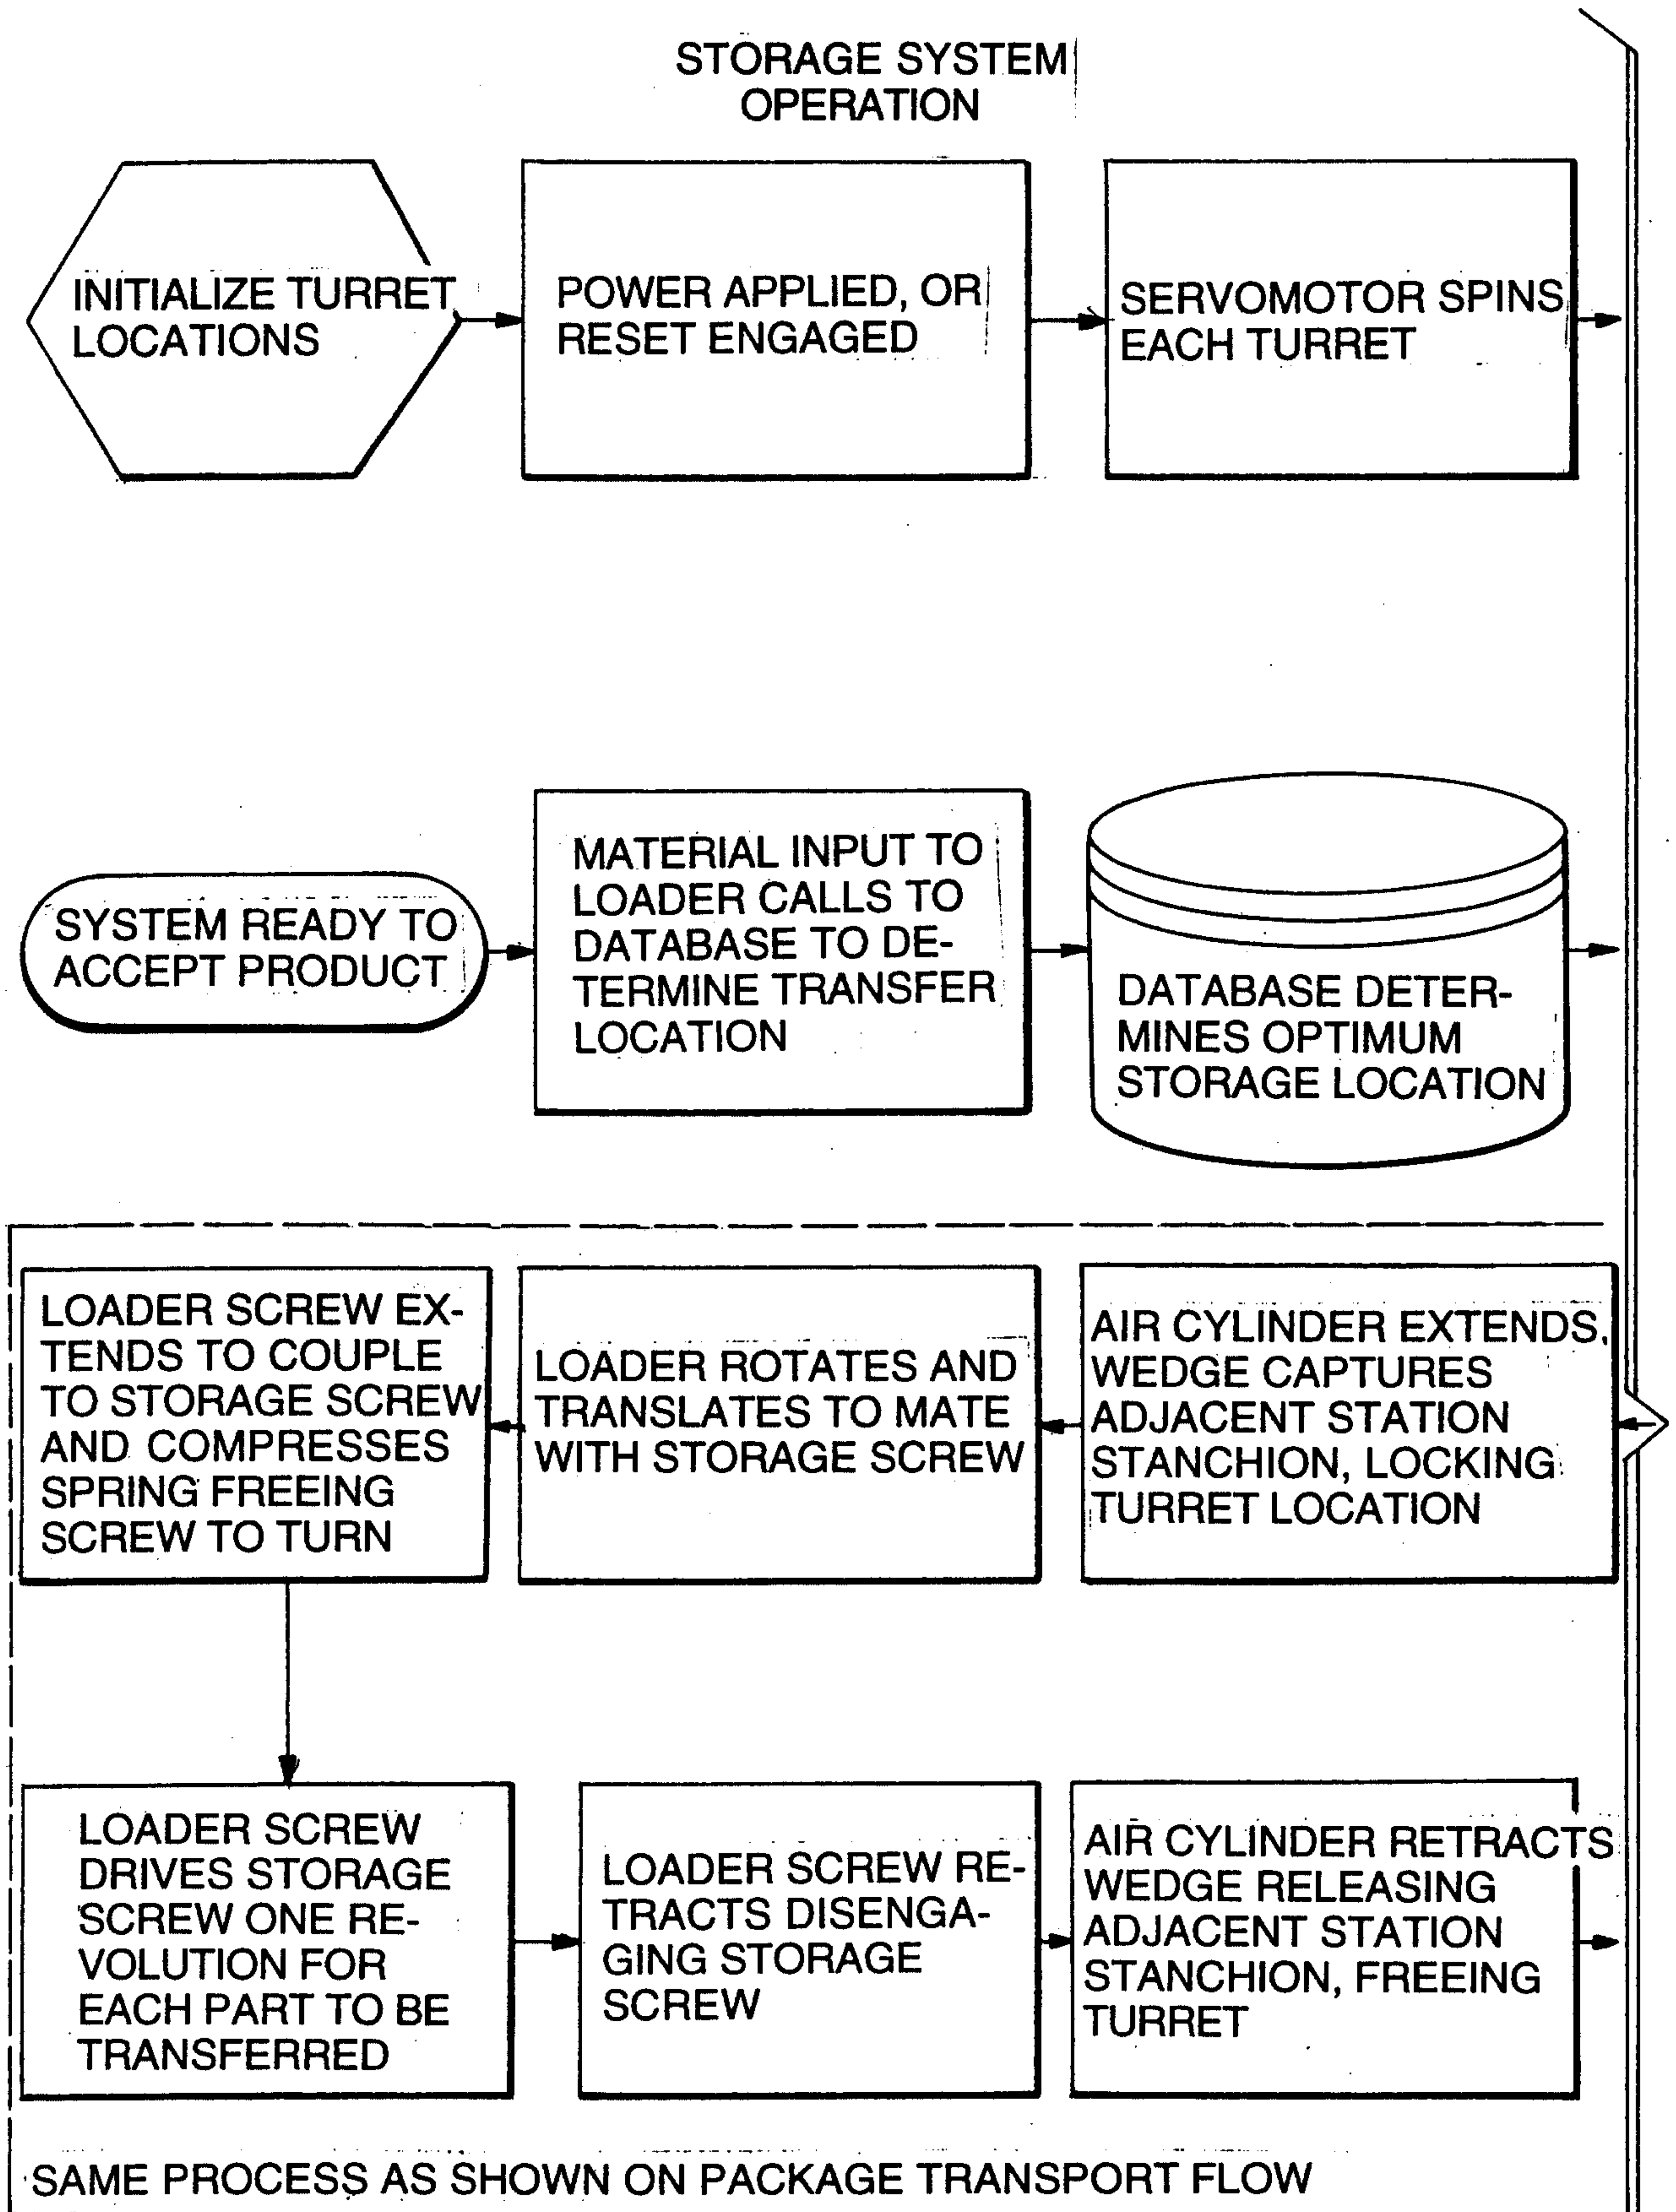 STORAGE SYSTEM
OPERATION
INITIALIZE TURRET
LOCATIONS
POWER APPLIED, OR
RESET ENGAGED
SERVOMOTOR SPINS
EACH TURRET
SYSTEM READY TO
ACCEPT PRODUCT
MATERIAL INPUT TO
LOADER CALLS TO
DATABASE TO DE-
TERMINE TRANSFER
LOCATION
DATABASE DETER-
MINES OPTIMUM
STORAGE LOCATION
AIR CYLINDER EXTENDS,
WEDGE CAPTURES
ADJACENT STATION
STANCHION, LOCKING
TURRET LOCATION
LOADER ROTATES AND
TRANSLATES TO MATE
WITH STORAGE SCREW
LOADER SCREW EX-
TENDS TO COUPLE
TO STORAGE SCREW
AND COMPRESSES
SPRING FREEING
SCREW TO TURN
LOADER SCREW
DRIVES STORAGE
SCREW ONE RE-
VOLUTION FOR
EACH PART TO BE
TRANSFERRED
LOADER SCREW RE-
TRACTS DISENGA-
GING STORAGE
SCREW
AIR CYLINDER RETRACTS
WEDGE RELEASING
ADJACENT STATION
STANCHION, FREEING
TURRET
SAME PROCESS AS SHOWN ON PACKAGE TRANSPORT FLOW